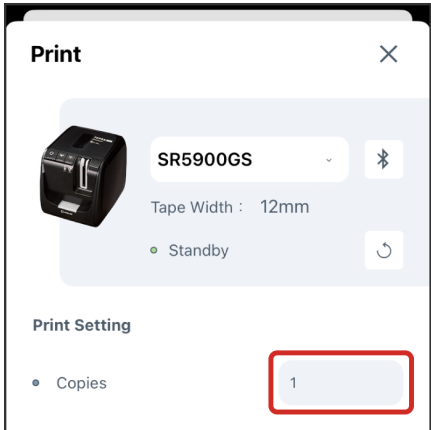 Print
SR5900GS
Tape Width : 12mm
Standby
Print Setting
Copies 1